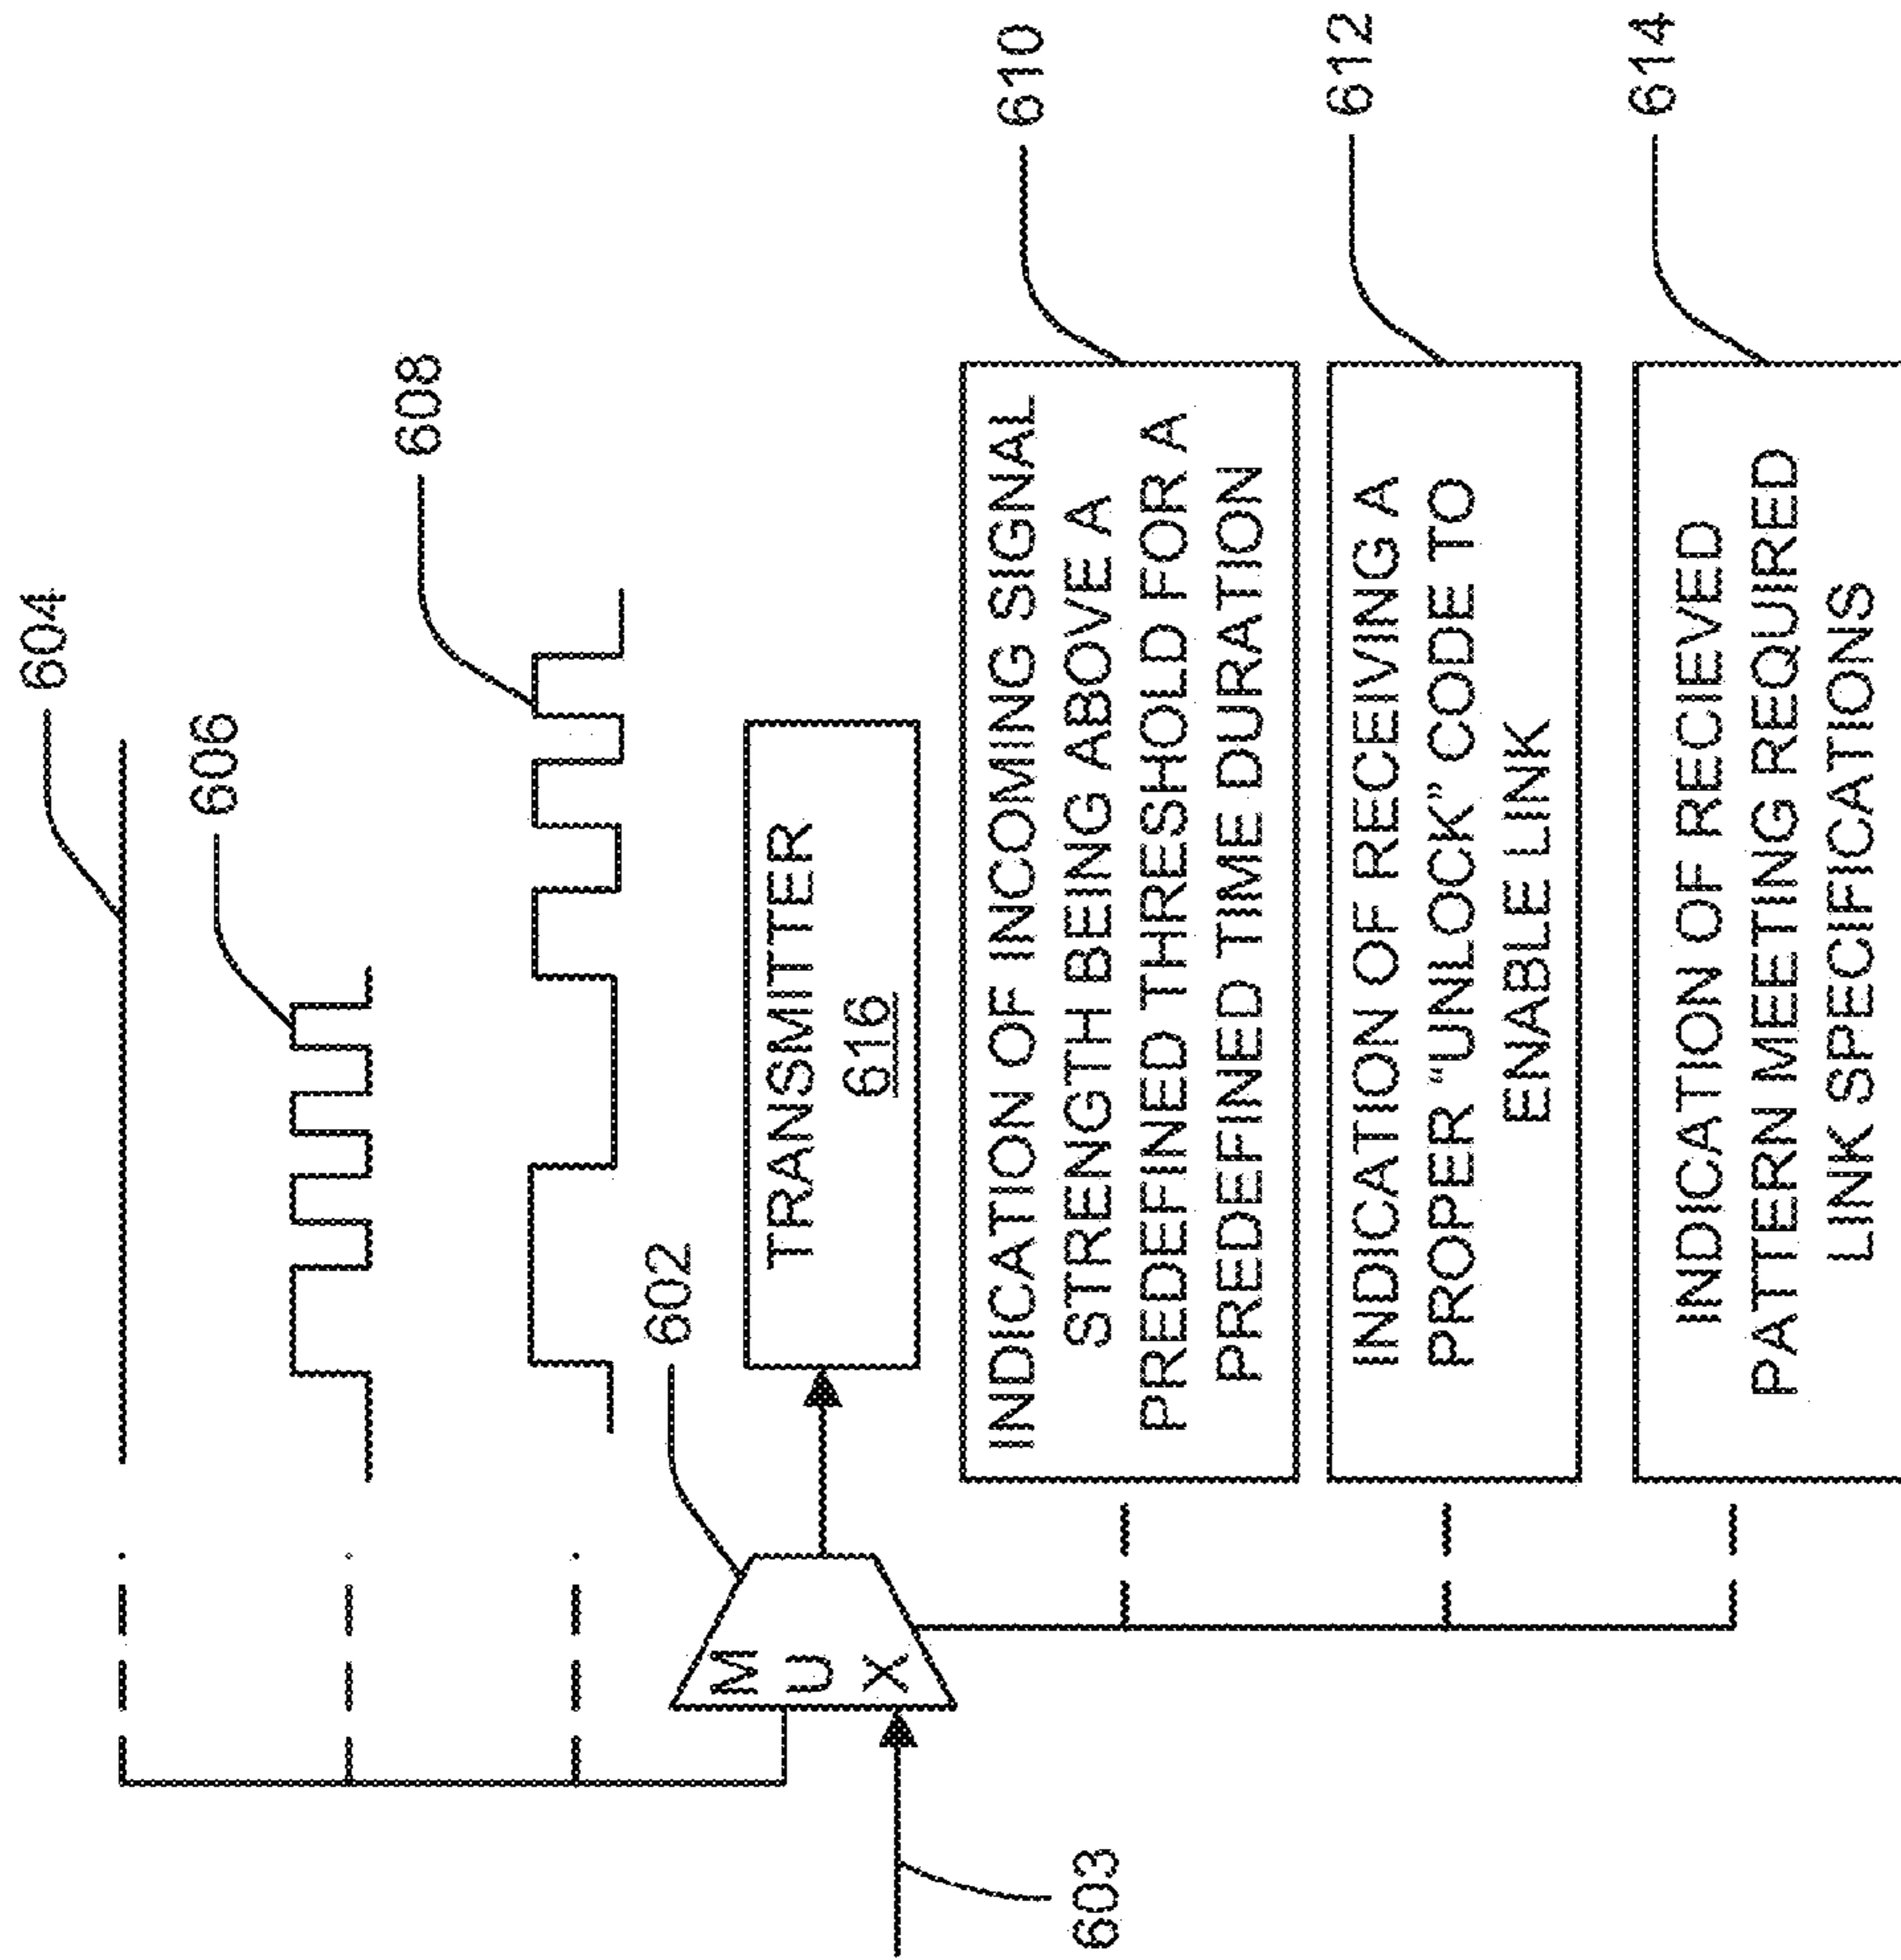 604
606
608
602
M
U
X
603
TRANSMITTER
616
INDICATION OF INCOMING SIGNAL
STRENGTH BEING ABOVE A
PREDEFINED THRESHOLD FOR A
PREDEFINED TIME DURATION
610
INDICATION OF RECEIVING A
PROPER "UNLOCK" CODE TO
ENABLE LINK
612
INDICATION OF RECIEVED
PATTERN MEETING REQUIRED
LINK SPECIFICATIONS
614